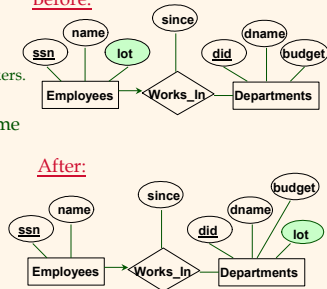 Before:
since
name
dname
ssn
lot
did
budget
ers.
Employees
Works_In
Departments
me
After:
budget
since
name
dname
ssn
did
lot
Employees
Works_In
Departments